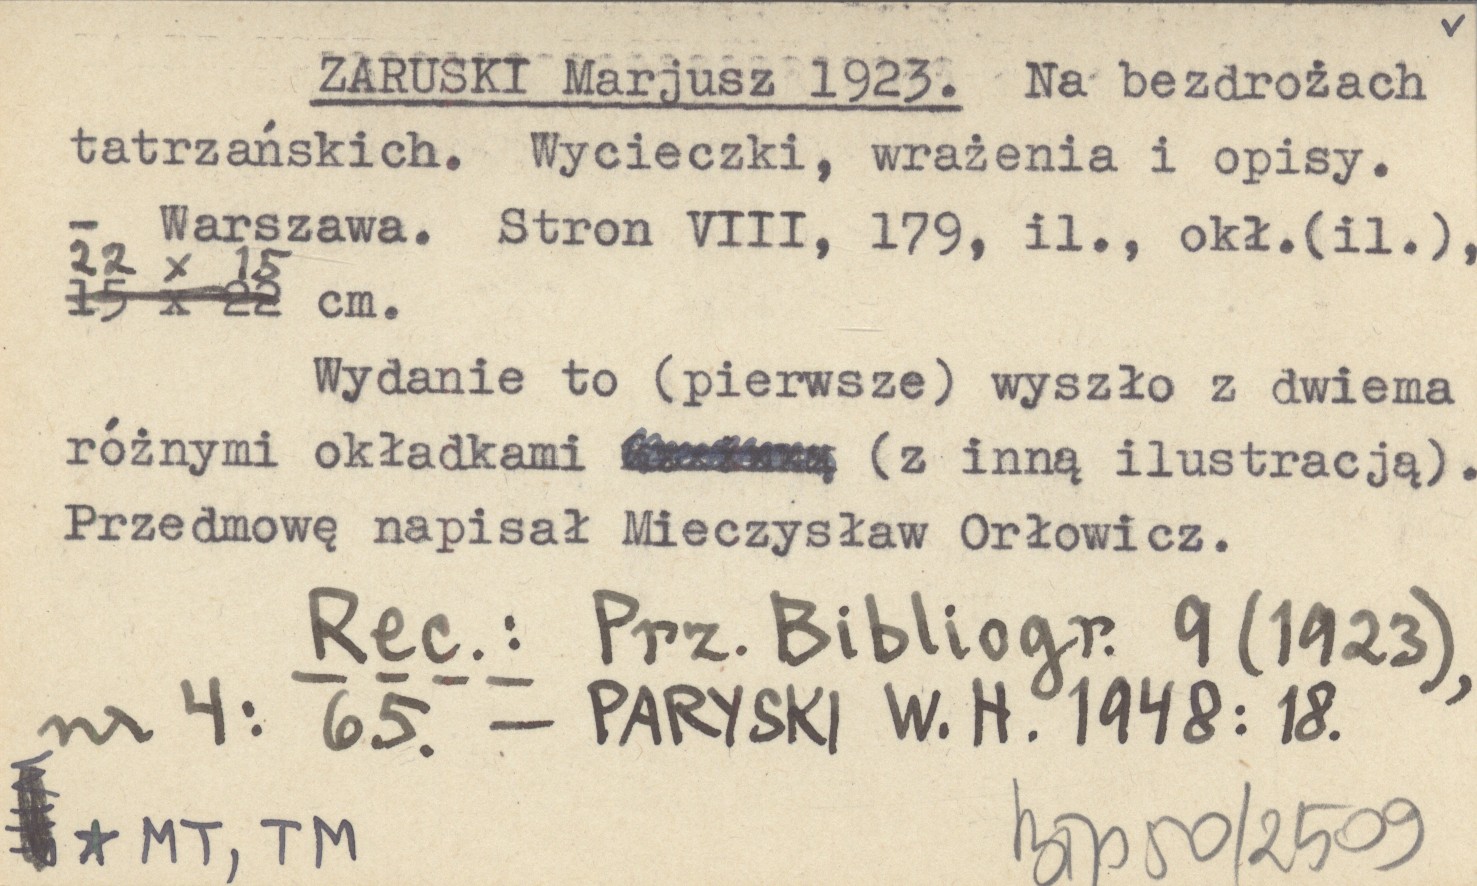 ZARUSKI Marjusz 1923. Na bezdrożach
tatrzańskich. Wycieczki, wrażenia i opisy.
– Warszawa. Stron VIII, 179, il., okł.(il.),
22 x 15
15 x 22 cm.
Wydanie to (pierwsze) wyszło z dwiema
różnymi okładkami (z inną ilustracją).
Przedmowę napisał Mieczysław Orłowicz.
Rec.: Prz. Bibliogr. 9 (1923),
nr 4: 65. – PARYSKI W. H. 1948: 18.
★ MT, TM
50/2509